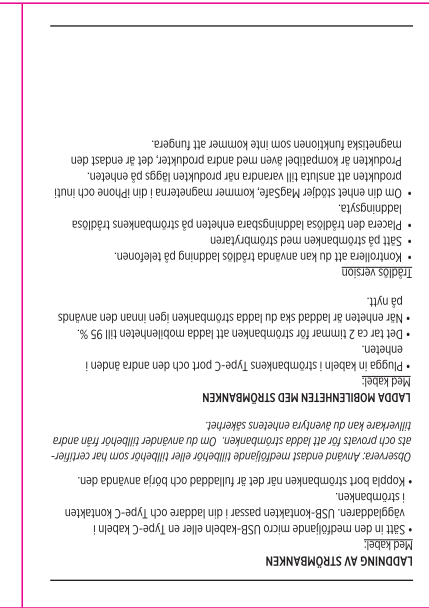 LADDNING AV STRÖMBANKEN
Med kabel:
• Sätt in den medföljande micro USB-kabeln eller en Type-C kabeln i
väggladdaren. USB-kontakten passar i din laddare och Type-C kontakten
i strömbanken.
• Koppla bort strömbanken när det är fulladdad och börja använda den.
Observera: Använd endast medföljande tillbehör eller tillbehör som har certifier-
ats och provats för att ladda strömbanken. Om du använder tillbehör från andra
tillverkare kan du äventyra enhetens säkerhet.
LADDA MOBILENHETEN MED STRÖMBANKEN
Med kabel:
• Plugga in kabeln i strömbankens Type-C port och den andra änden i
enheten.
• Det tar ca 2 timmar för strömbanken att ladda mobilenheten till 95 %.
• När enheten är laddad ska du ladda strömbanken igen innan den används
på nytt.
Trådlös version
• Kontrollera att du kan använda trådlös laddning på telefonen.
• Sätt på strömbanken med strömbrytaren
• Placera den trådlösa laddningsbara enheten på strömbankens trådlösa
laddningsyta.
• Om din enhet stödjer MagSafe, kommer magneterna i din iPhone och inuti
produkten att ansluta till varandra när produkten läggs på enheten.
Produkten är kompatibel även med andra produkter, det är endast den
magnetiska funktionen som inte kommer att fungera.